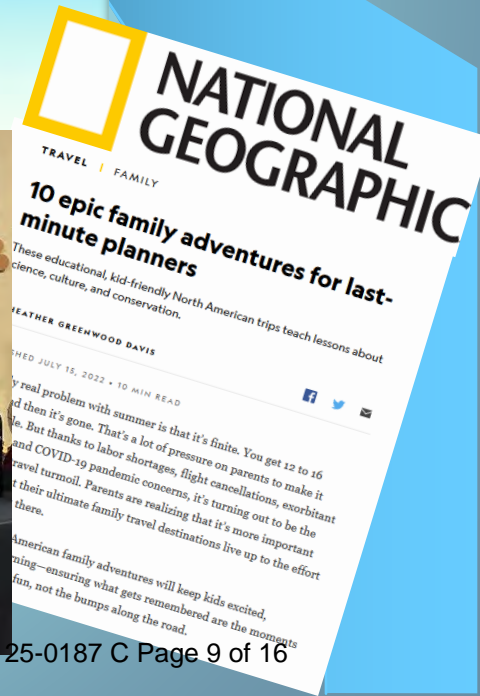 NATIONAL
GEOGRAPHIC
TRAVEL | FAMILY
10 epic family adventures for last-
minute planners
These educational, kid-friendly North American trips teach lessons about
cience, culture, and conservation.
HEATHER GREENWOOD DAVIS
SHED JULY 15, 2022 • 10 MIN READ
y real problem with summer is that it's finite. You get 12 to 16
d then it's gone. That's a lot of pressure on parents to make it
le. But thanks to labor shortages, flight cancellations, exorbitant
and COVID-19 pandemic concerns, it's turning out to be the
ravel turmoil. Parents are realizing that it's more important
t their ultimate family travel destinations live up to the effort
there.
American family adventures will keep kids excited,
rning—ensuring what gets remembered are the moments
fun, not the bumps along the road.
25-0187 C Page 9 of 16